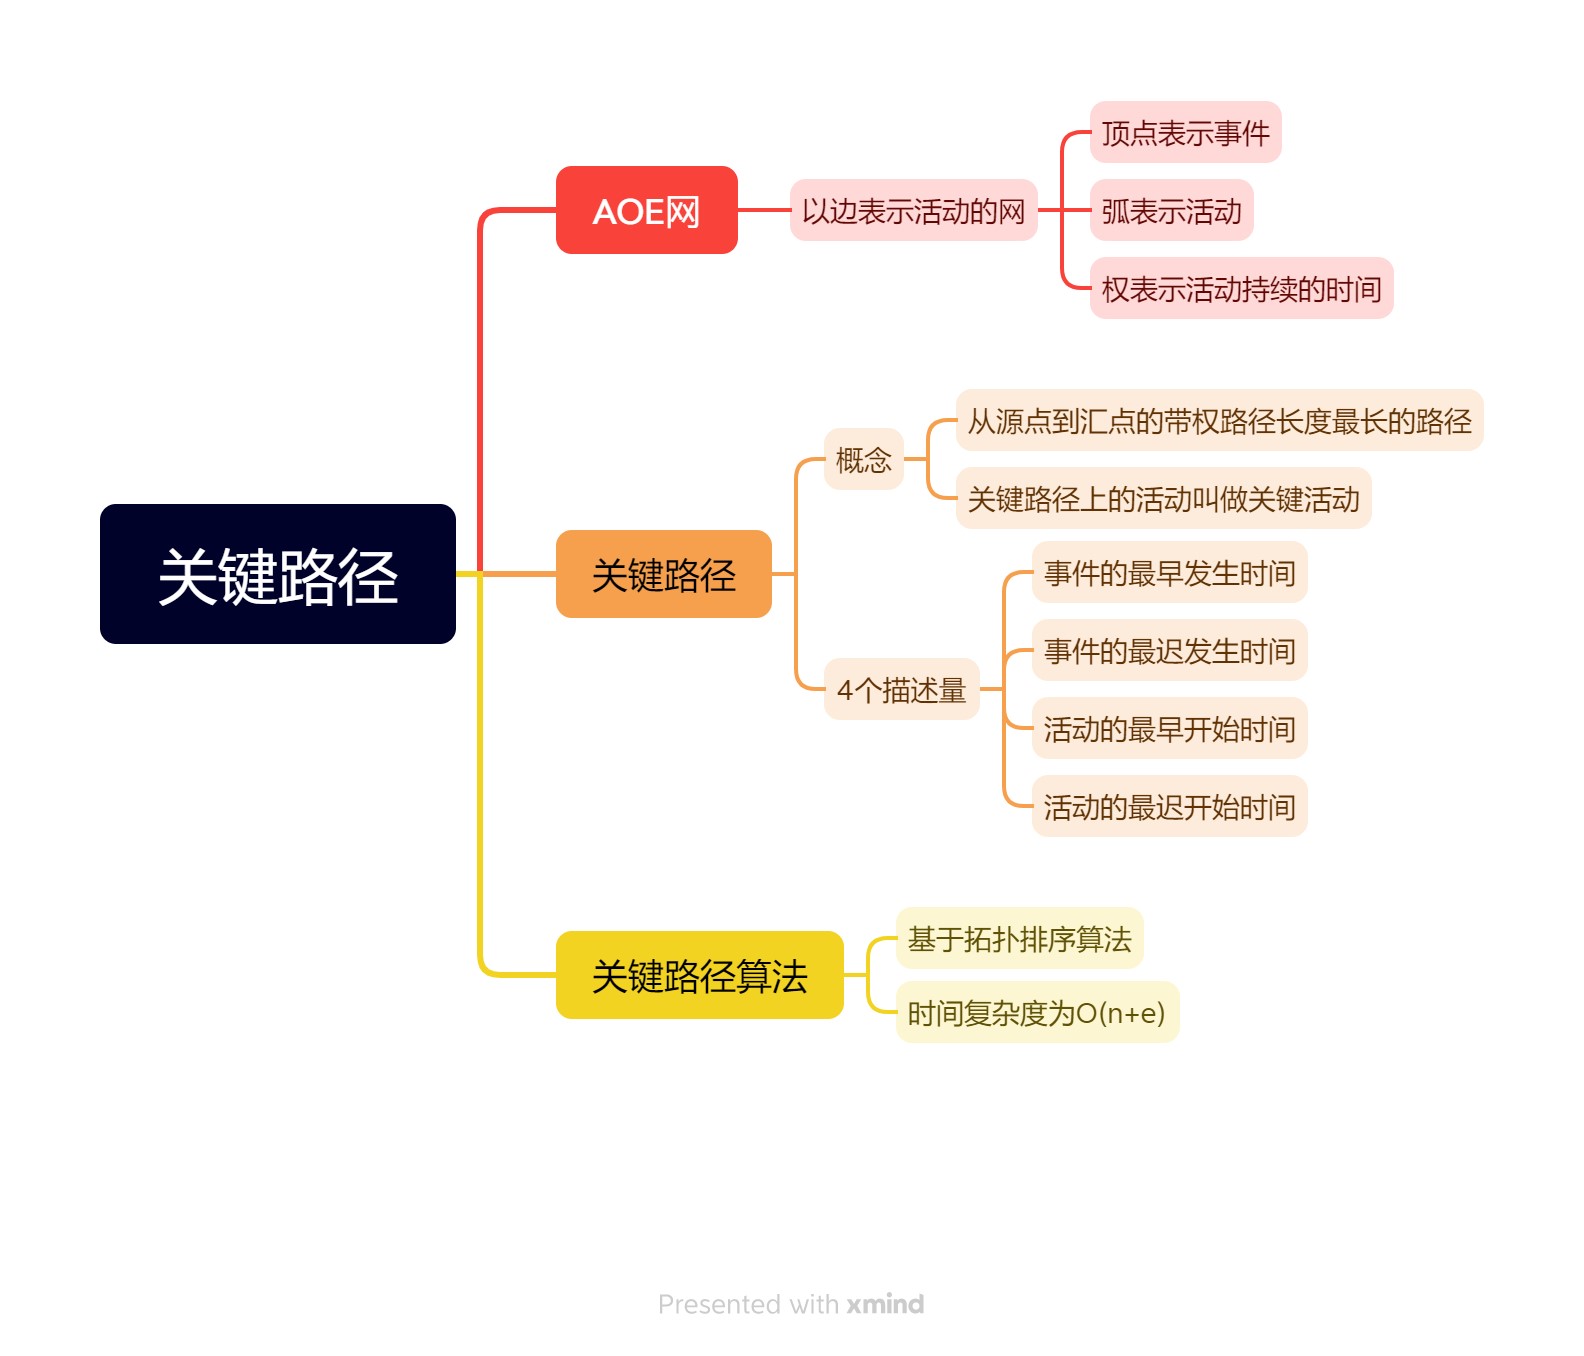 关键路径
AOE网
以边表示活动的网
顶点表示事件
弧表示活动
权表示活动持续的时间
关键路径
概念
从源点到汇点的带权路径长度最长的路径
关键路径上的活动叫做关键活动
4个描述量
事件的最早发生时间
事件的最迟发生时间
活动的最早开始时间
活动的最迟开始时间
关键路径算法
基于拓扑排序算法
时间复杂度为O(n+e)
Presented with xmind